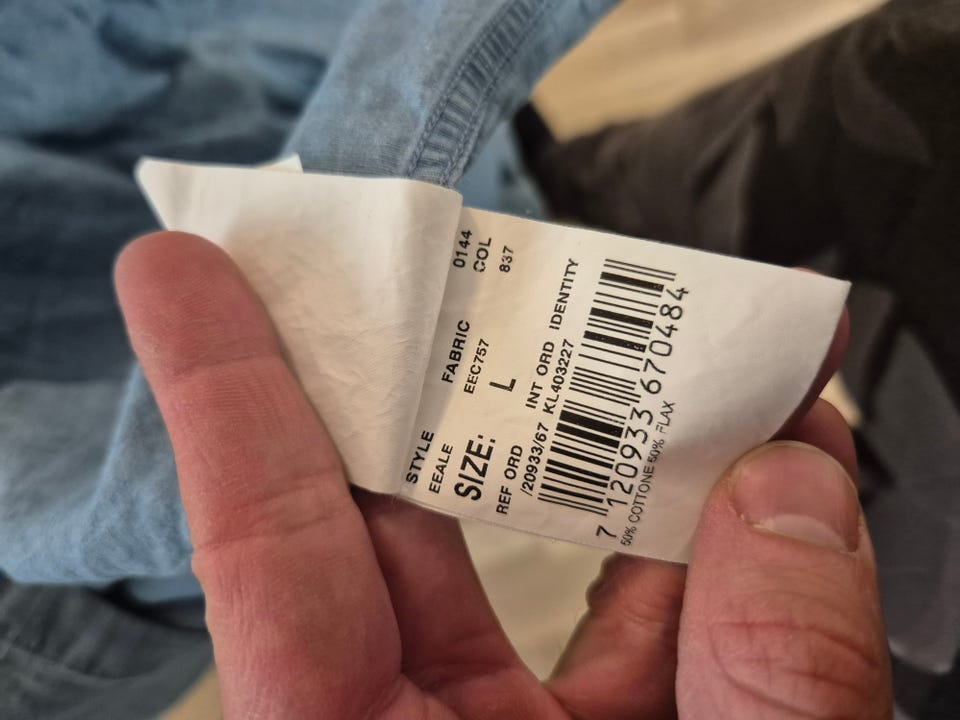 STYLE FABRIC 0144
EEALE EEC757 COL
SIZE: L 837
REF ORD INT ORD IDENTITY
/20933/67 KL403227
7 120933 670484
50% COTTONE 50% FLAX